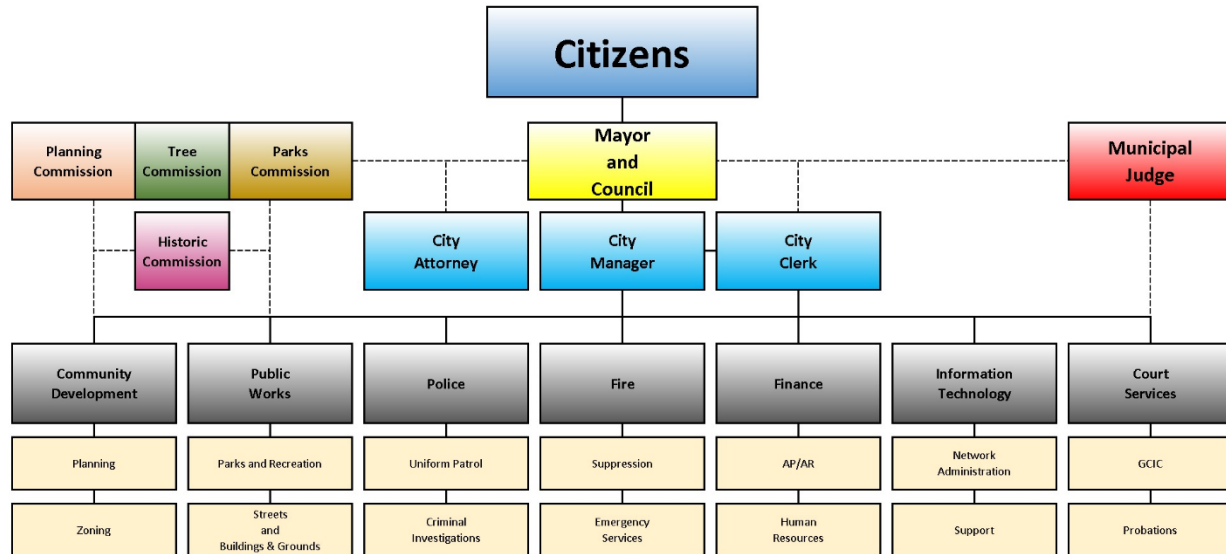 Citizens
Planning
Commission
Tree
Commission
Parks
Commission
Mayor
and
Council
Municipal
Judge
Historic
Commission
City
Attorney
City
Manager
City
Clerk
Community
Development
Public
Works
Police
Fire
Finance
Information
Technology
Court
Services
Planning
Parks and Recreation
Uniform Patrol
Suppression
AP/AR
Network
Administration
GCIC
Zoning
Streets
and
Buildings & Grounds
Criminal
Investigations
Emergency
Services
Human
Resources
Support
Probations